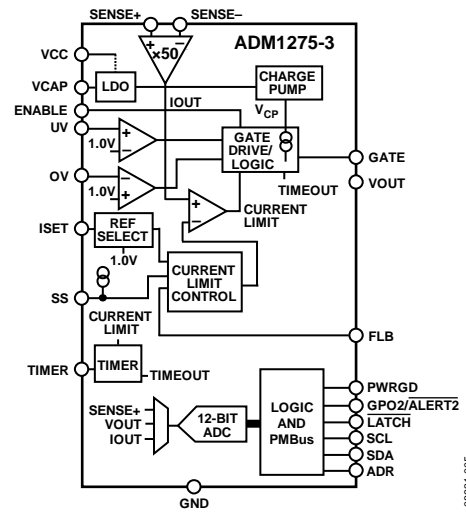 SENSE+ SENSE–
ADM1275-3
+ –
×50
VCC
VCAP
LDO
CHARGE
PUMP
ENABLE
IOUT
VCP
UV
+
1.0V –
GATE
DRIVE/
LOGIC
GATE
OV
–
1.0V +
TIMEOUT
VOUT
+
–
CURRENT
LIMIT
ISET
REF
SELECT
1.0V
CURRENT
LIMIT
CONTROL
SS
CURRENT
LIMIT
FLB
TIMER
TIMER
TIMEOUT
SENSE+
VOUT
IOUT
12-BIT
ADC
LOGIC
AND
PMBus
PWRGD
GPO2/ALERT2
LATCH
SCL
SDA
ADR
GND